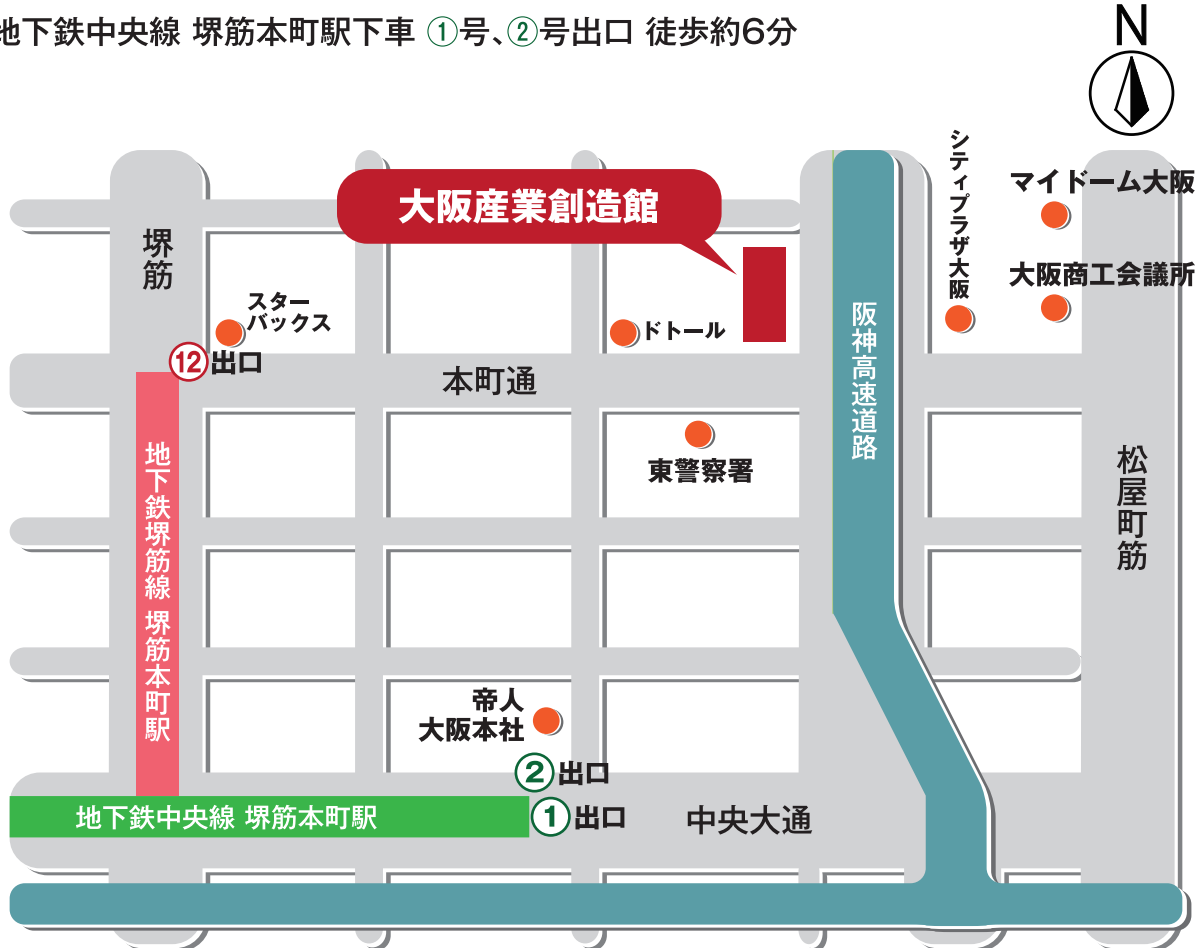 地下鉄中央線 堺筋本町駅下車 ①号、②号出口 徒歩約6分
N
シティプラザ大阪
マイドーム大阪
大阪産業創造館
堺筋
大阪商工会議所
スター
バックス
ドトール
阪神高速道路
⑫出口
本町通
東警察署
松屋町筋
地下鉄堺筋線 堺筋本町駅
帝人
大阪本社
②出口
地下鉄中央線 堺筋本町駅
①出口
中央大通